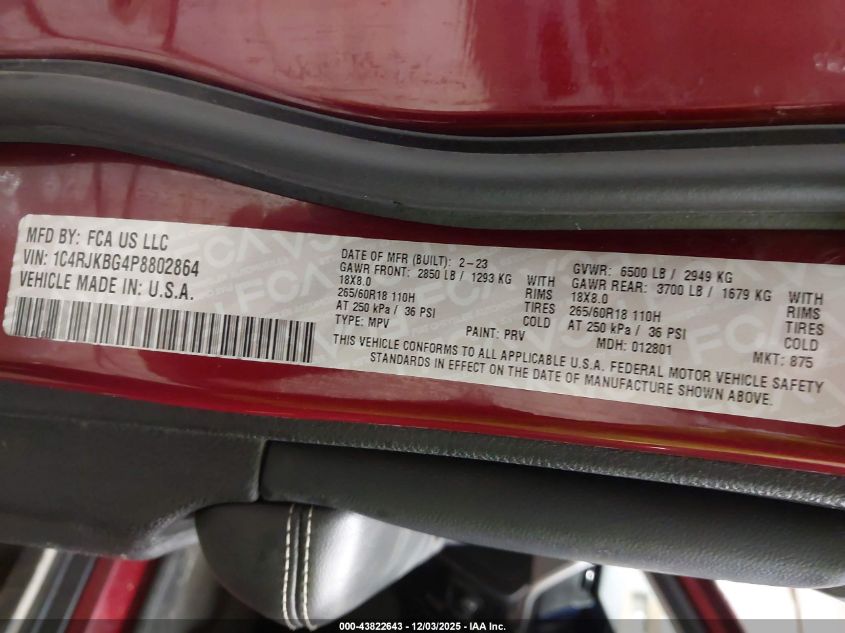 MFD BY: FCA US LLC
VIN: 1C4RJKBG4P8802864
VEHICLE MADE IN: U.S.A.
DATE OF MFR (BUILT): 2-23
GAWR FRONT: 2850 LB / 1293 KG WITH
18X8.0 RIMS
265/60R18 110H TIRES
AT 250 kPa / 36 PSI COLD
TYPE: MPV PAINT: PRV
GVWR: 6500 LB / 2949 KG
GAWR REAR: 3700 LB / 1679 KG WITH
18X8.0 RIMS
265/60R18 110H TIRES
AT 250 kPa / 36 PSI COLD
MDH: 012801 MKT: 875
THIS VEHICLE CONFORMS TO ALL APPLICABLE U.S.A. FEDERAL MOTOR VEHICLE SAFETY
STANDARDS IN EFFECT ON THE DATE OF MANUFACTURE SHOWN ABOVE.
000-43822643 - 12/03/2025 - IAA Inc.